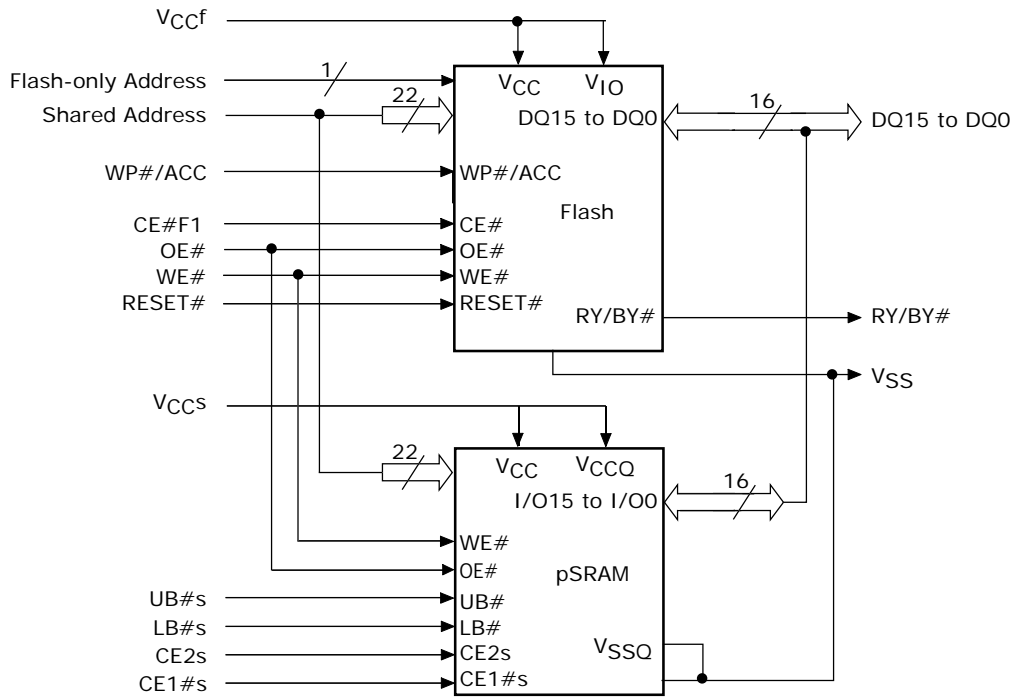 VCCf
Flash-only Address
1
VCC
VIO
Shared Address
22
DQ15 to DQ0
16
DQ15 to DQ0
WP#/ACC
WP#/ACC
Flash
CE#F1
CE#
OE#
OE#
WE#
WE#
RESET#
RESET#
RY/BY#
RY/BY#
VSS
VCCs
22
VCC
VCCQ
I/O15 to I/O0
16
WE#
OE#
pSRAM
UB#s
UB#
LB#s
LB#
VSSQ
CE2s
CE2s
CE1#s
CE1#s